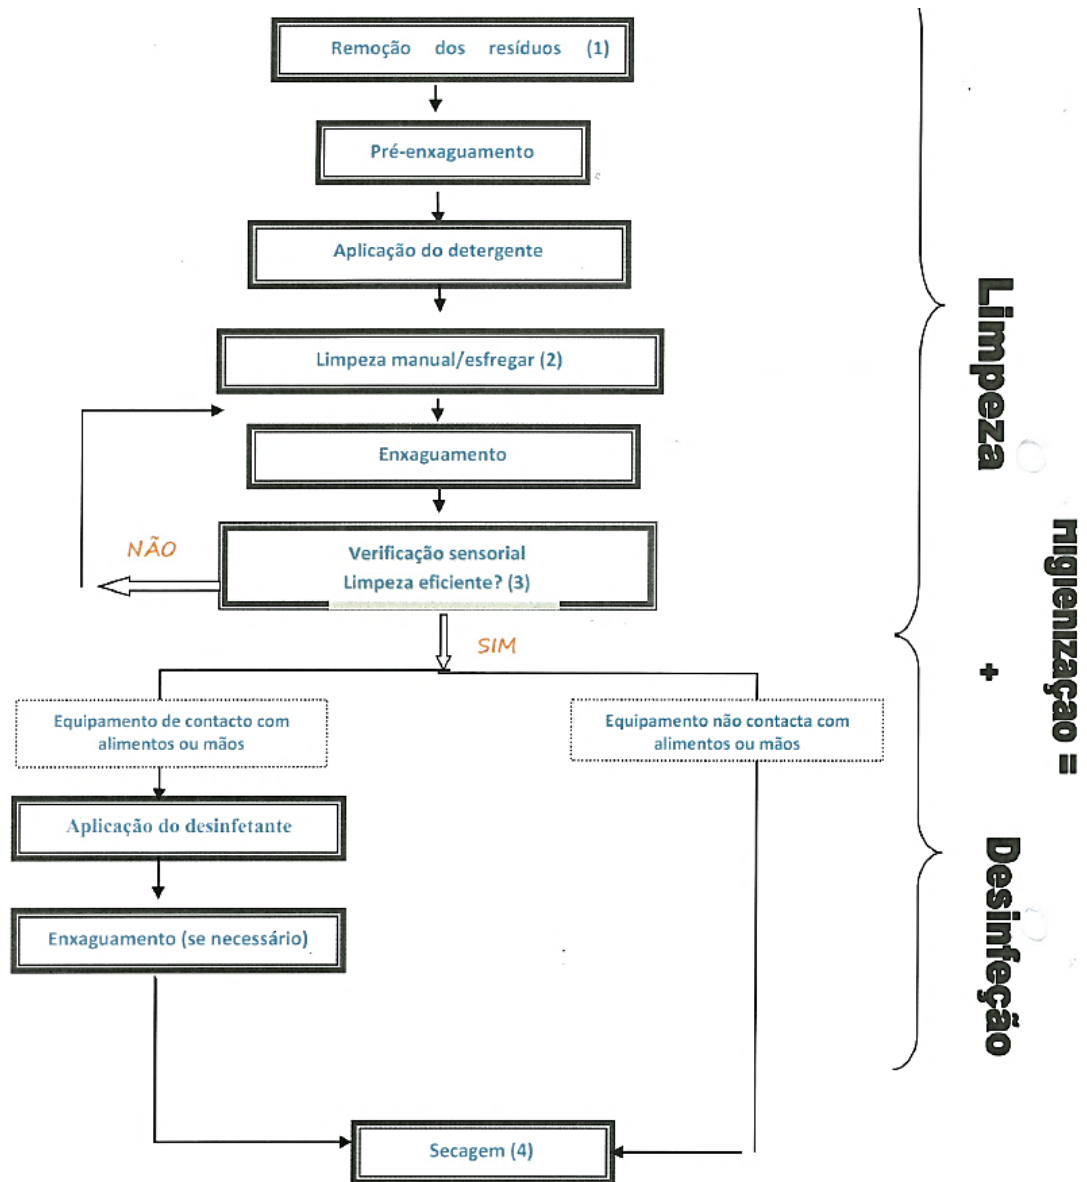 Remoção dos resíduos (1)
Pré-enxaguamento
Aplicação do detergente
Limpeza manual/esfregar (2)
Enxaguamento
Verificação sensorial
Limpeza eficiente? (3)
NÃO
SIM
Equipamento de contacto com
alimentos ou mãos
Equipamento não contacta com
alimentos ou mãos
Aplicação do desinfetante
Enxaguamento (se necessário)
Secagem (4)
Higienização =
Limpeza
+
Desinfeção